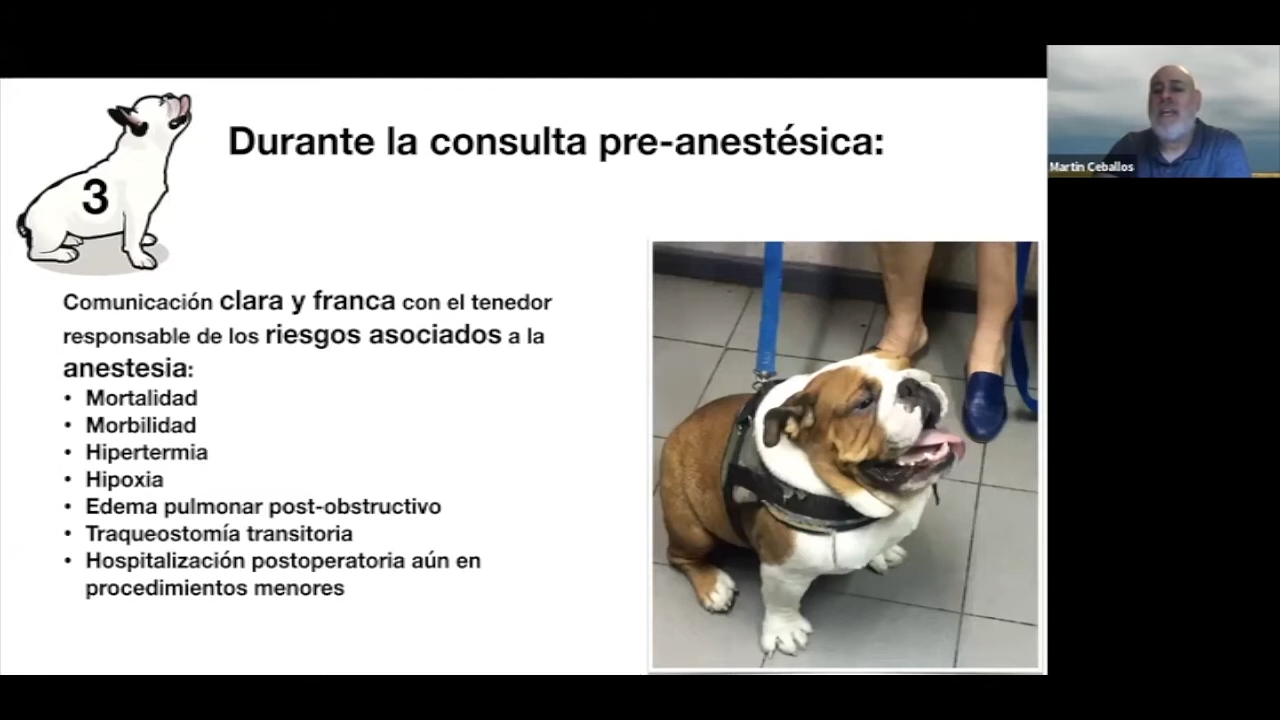 3
Durante la consulta pre-anestésica:
Martin Ceballos
Comunicación clara y franca con el tenedor
responsable de los riesgos asociados a la
anestesia:
• Mortalidad
• Morbilidad
• Hipertermia
• Hipoxia
• Edema pulmonar post-obstructivo
• Traqueostomía transitoria
• Hospitalización postoperatoria aún en
procedimientos menores